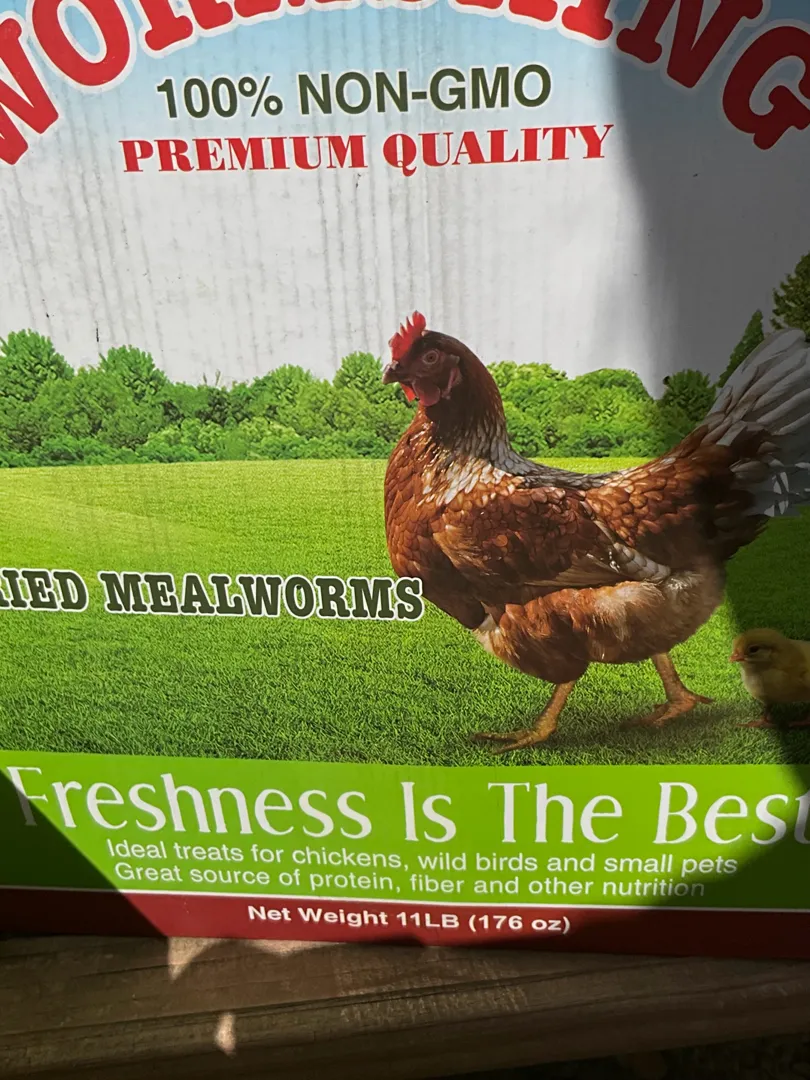 100% NON-GMO
PREMIUM QUALITY
RIED MEALWORMS
Freshness Is The Best
Ideal treats for chickens, wild birds and small pets
Great source of protein, fiber and other nutrition
Net Weight 11LB (176 oz)